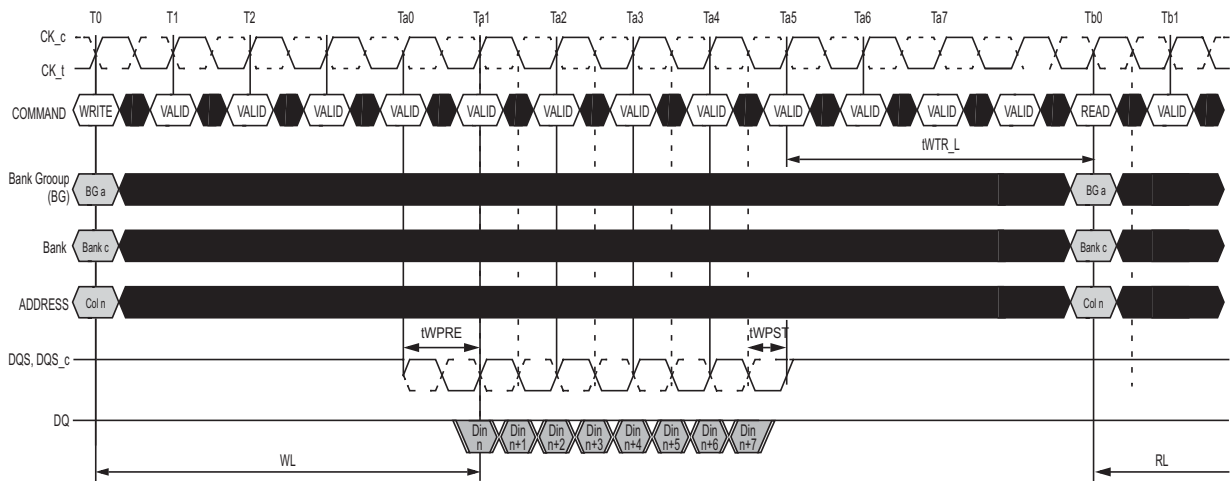 T0 T1 T2 Ta0 Ta1 Ta2 Ta3 Ta4 Ta5 Ta6 Ta7 Tb0 Tb1
CK_c
CK_t
COMMAND WRITE VALID VALID VALID VALID VALID VALID VALID VALID VALID VALID VALID VALID READ VALID
tWTR_L
Bank Grooup
(BG) BG a BG a
Bank Bank c Bank c
ADDRESS Col n Col n
tWPRE tWPST
DQS, DQS_c
DQ Din Din Din Din Din Din Din Din
n n+1 n+2 n+3 n+4 n+5 n+6 n+7
WL RL